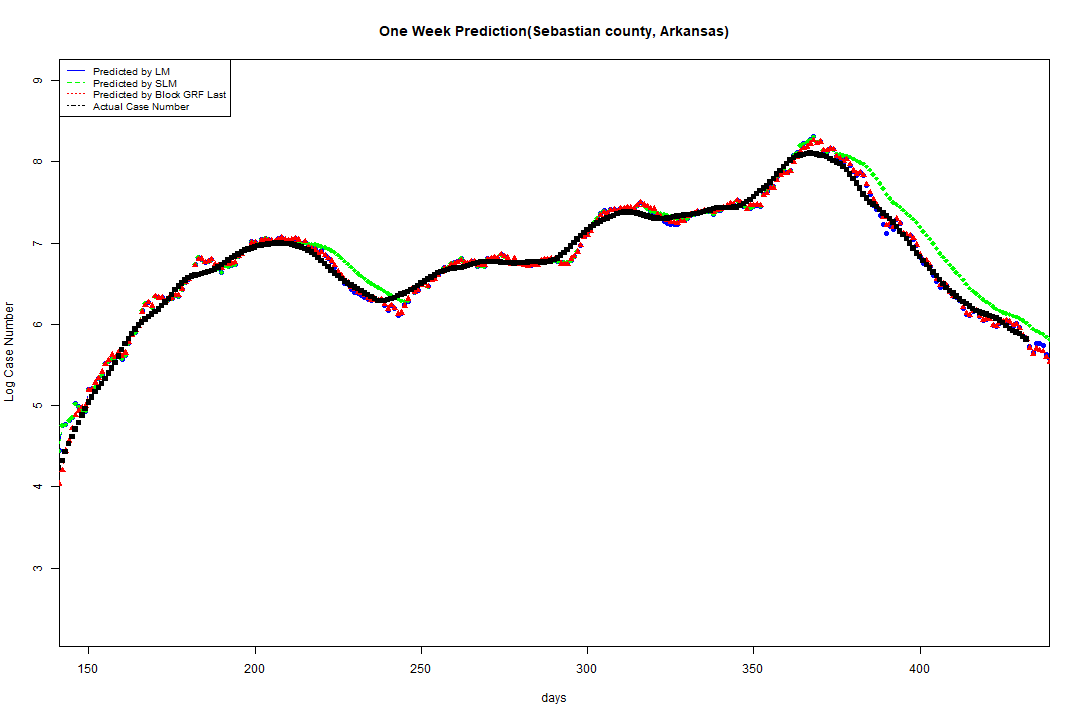 One Week Prediction(Sebastian county, Arkansas)
Predicted by LM
Predicted by SLM
Predicted by Block GRF Last
Actual Case Number
9
8
7
6
5
4
3
Log Case Number
150 200 250 300 350 400
days